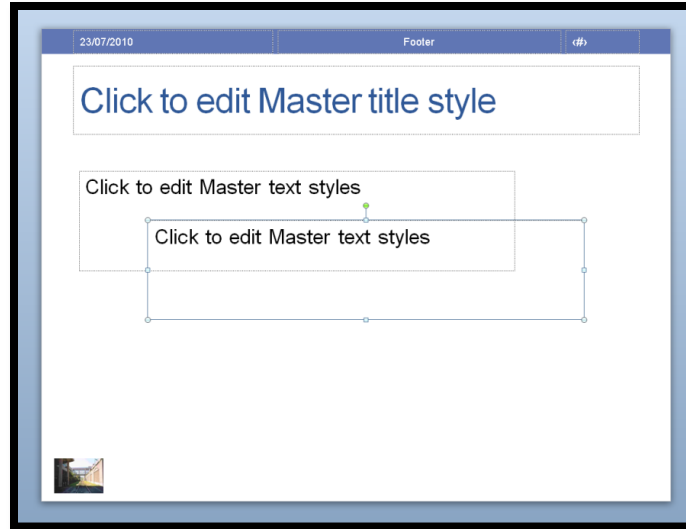 23/07/2010 Footer ‹#›
Click to edit Master title style
Click to edit Master text styles
Click to edit Master text styles